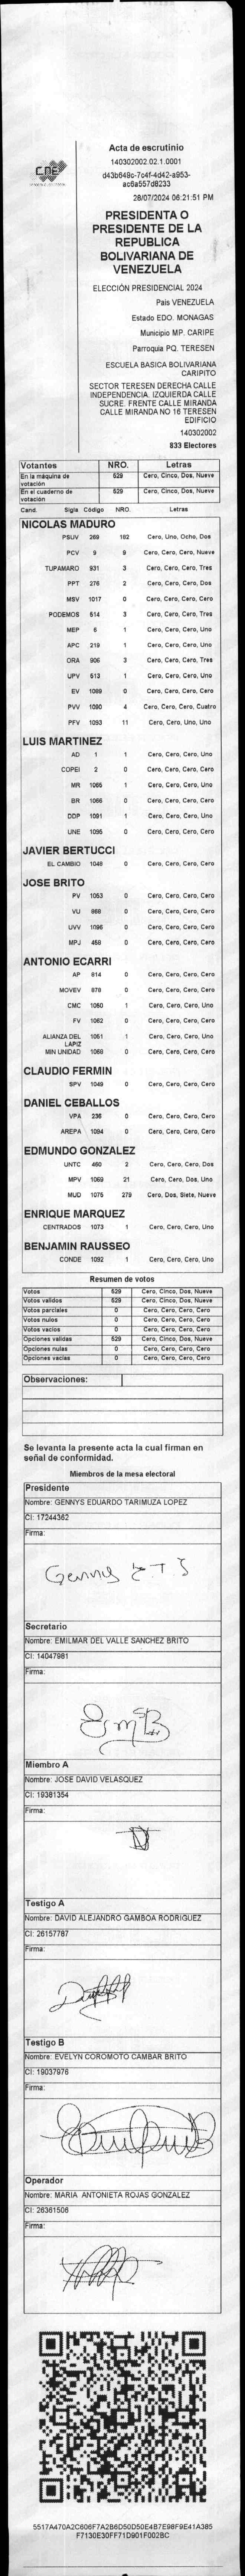 CNE
Acta de escrutinio
140302002.02.1.0001
d43b649c-7c4f-4d42-a953-
ac6a557d8233
28/07/2024 06:21:51 PM
PRESIDENTA O
PRESIDENTE DE LA
REPUBLICA
BOLIVARIANA DE
VENEZUELA
ELECCIÓN PRESIDENCIAL 2024
Pais VENEZUELA
Estado EDO. MONAGAS
Municipio MP. CARIPE
Parroquia PQ. TERESEN
ESCUELA BASICA BOLIVARIANA
CARIPITO
SECTOR TERESEN DERECHA CALLE
INDEPENDENCIA. IZQUIERDA CALLE
SUCRE. FRENTE CALLE MIRANDA
CALLE MIRANDA NO 16 TERESEN
EDIFICIO
140302002
833 Electores
Votantes NRO. Letras
En la máquina de votación 529 Cero, Cinco, Dos, Nueve
En el cuaderno de votación 529 Cero, Cinco, Dos, Nueve
Cand. Sigla Código NRO. Letras
NICOLAS MADURO
PSUV 269 182 Cero, Uno, Ocho, Dos
PCV 9 9 Cero, Cero, Cero, Nueve
TUPAMARO 931 3 Cero, Cero, Cero, Tres
PPT 276 2 Cero, Cero, Cero, Dos
MSV 1017 0 Cero, Cero, Cero, Cero
PODEMOS 514 3 Cero, Cero, Cero, Tres
MEP 6 1 Cero, Cero, Cero, Uno
APC 219 1 Cero, Cero, Cero, Uno
ORA 906 3 Cero, Cero, Cero, Tres
UPV 513 1 Cero, Cero, Cero, Uno
EV 1089 0 Cero, Cero, Cero, Cero
PVV 1090 4 Cero, Cero, Cero, Cuatro
PFV 1093 11 Cero, Cero, Uno, Uno
LUIS MARTINEZ
AD 1 1 Cero, Cero, Cero, Uno
COPEI 2 0 Cero, Cero, Cero, Cero
MR 1065 1 Cero, Cero, Cero, Uno
BR 1066 0 Cero, Cero, Cero, Cero
DDP 1091 1 Cero, Cero, Cero, Uno
UNE 1095 0 Cero, Cero, Cero, Cero
JAVIER BERTUCCI
EL CAMBIO 1048 0 Cero, Cero, Cero, Cero
JOSE BRITO
PV 1053 0 Cero, Cero, Cero, Cero
VU 868 0 Cero, Cero, Cero, Cero
UVV 1096 0 Cero, Cero, Cero, Cero
MPJ 458 0 Cero, Cero, Cero, Cero
ANTONIO ECARRI
AP 814 0 Cero, Cero, Cero, Cero
MOVEV 978 0 Cero, Cero, Cero, Cero
CMC 1050 1 Cero, Cero, Cero, Uno
FV 1062 0 Cero, Cero, Cero, Cero
ALIANZA DEL LAPIZ 1051 1 Cero, Cero, Cero, Uno
MIN UNIDAD 1068 0 Cero, Cero, Cero, Cero
CLAUDIO FERMIN
SPV 1049 0 Cero, Cero, Cero, Cero
DANIEL CEBALLOS
VPA 236 0 Cero, Cero, Cero, Cero
AREPA 1094 0 Cero, Cero, Cero, Cero
EDMUNDO GONZALEZ
UNTC 460 2 Cero, Cero, Cero, Dos
MPV 1069 21 Cero, Cero, Dos, Uno
MUD 1075 279 Cero, Dos, Siete, Nueve
ENRIQUE MARQUEZ
CENTRADOS 1073 1 Cero, Cero, Cero, Uno
BENJAMIN RAUSSEO
CONDE 1092 1 Cero, Cero, Cero, Uno
Resumen de votos
Votos 529 Cero, Cinco, Dos, Nueve
Votos validos 529 Cero, Cinco, Dos, Nueve
Votos parciales 0 Cero, Cero, Cero, Cero
Votos nulos 0 Cero, Cero, Cero, Cero
Votos vacios 0 Cero, Cero, Cero, Cero
Opciones validas 529 Cero, Cinco, Dos, Nueve
Opciones nulas 0 Cero, Cero, Cero, Cero
Opciones vacias 0 Cero, Cero, Cero, Cero
Observaciones:
Se levanta la presente acta la cual firman en
señal de conformidad.
Miembros de la mesa electoral
Presidente
Nombre: GENNYS EDUARDO TARIMUZA LOPEZ
CI: 17244362
Firma:
Gennys E.T.S
Secretario
Nombre: EMILMAR DEL VALLE SANCHEZ BRITO
CI: 14047981
Firma:
Miembro A
Nombre: JOSE DAVID VELASQUEZ
CI: 19381354
Firma:
Testigo A
Nombre: DAVID ALEJANDRO GAMBOA RODRIGUEZ
CI: 26157787
Firma:
Testigo B
Nombre: EVELYN COROMOTO CAMBAR BRITO
CI: 19037976
Firma:
Operador
Nombre: MARIA ANTONIETA ROJAS GONZALEZ
CI: 26361506
Firma:
5517A470A2C606F7A2B6D50D50E4B7E98F9E41A385
F7130E30FF71D901F002BC